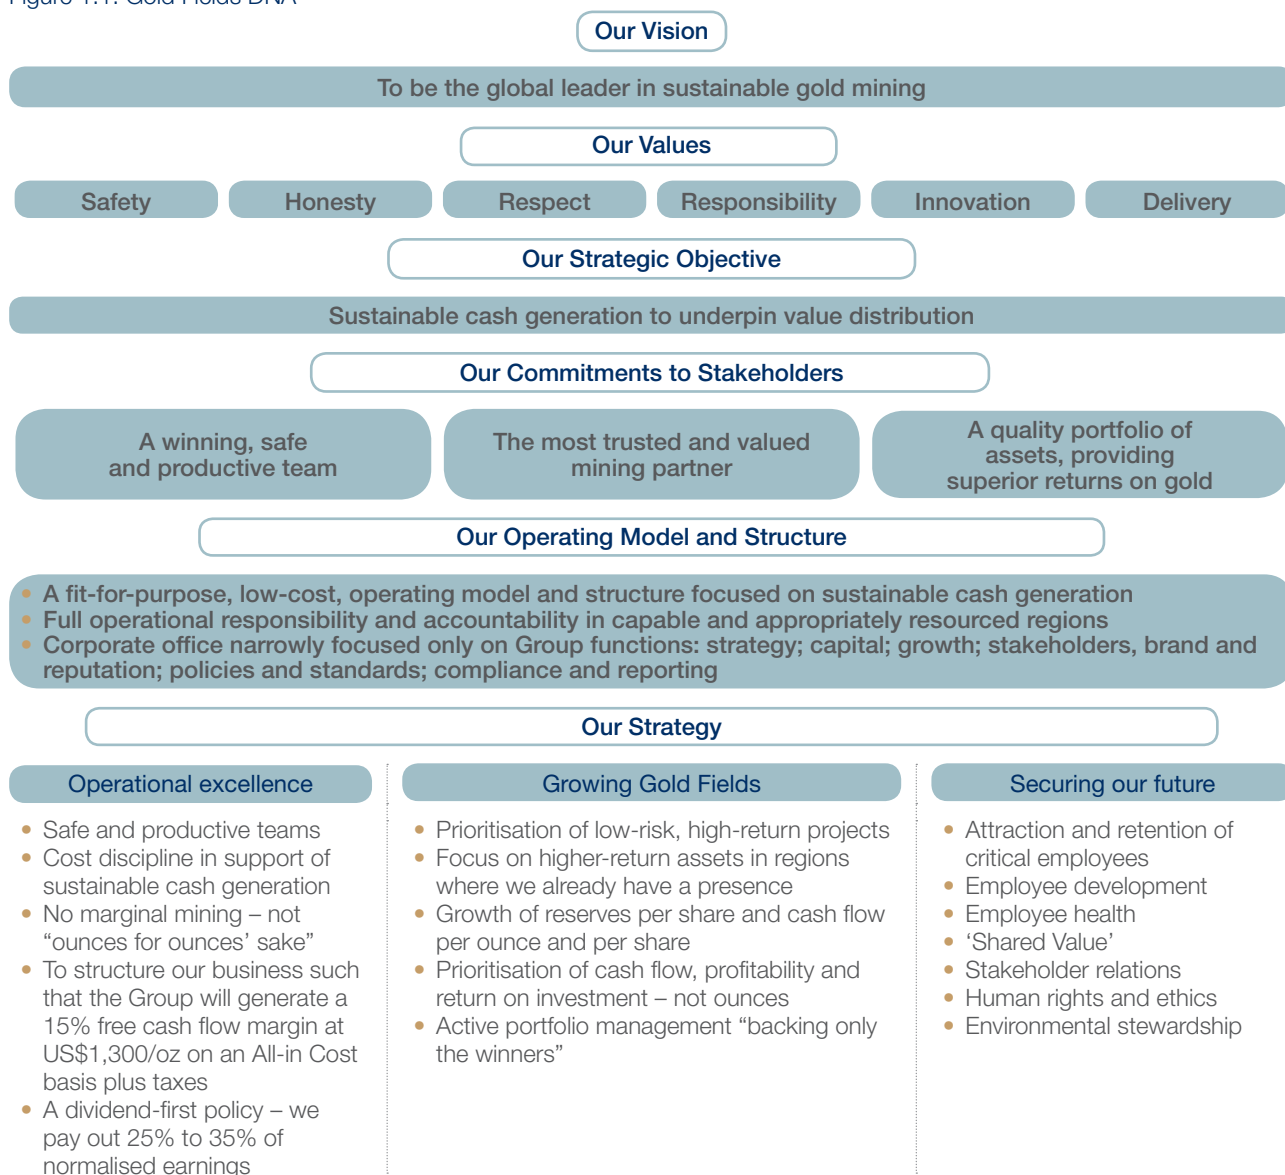 Figure 1.1: Gold Fields DNA
Our Vision
To be the global leader in sustainable gold mining
Our Values
Safety
Honesty
Respect
Responsibility
Innovation
Delivery
Our Strategic Objective
Sustainable cash generation to underpin value distribution
Our Commitments to Stakeholders
A winning, safe
and productive team
The most trusted and valued
mining partner
A quality portfolio of
assets, providing
superior returns on gold
Our Operating Model and Structure
• A fit-for-purpose, low-cost, operating model and structure focused on sustainable cash generation
• Full operational responsibility and accountability in capable and appropriately resourced regions
• Corporate office narrowly focused only on Group functions: strategy; capital; growth; stakeholders, brand and
reputation; policies and standards; compliance and reporting
Our Strategy
Operational excellence
• Safe and productive teams
• Cost discipline in support of
sustainable cash generation
• No marginal mining – not
“ounces for ounces’ sake”
• To structure our business such
that the Group will generate a
15% free cash flow margin at
US$1,300/oz on an All-in Cost
basis plus taxes
• A dividend-first policy – we
pay out 25% to 35% of
normalised earnings
Growing Gold Fields
• Prioritisation of low-risk, high-return projects
• Focus on higher-return assets in regions
where we already have a presence
• Growth of reserves per share and cash flow
per ounce and per share
• Prioritisation of cash flow, profitability and
return on investment – not ounces
• Active portfolio management “backing only
the winners”
Securing our future
• Attraction and retention of
critical employees
• Employee development
• Employee health
• ‘Shared Value’
• Stakeholder relations
• Human rights and ethics
• Environmental stewardship